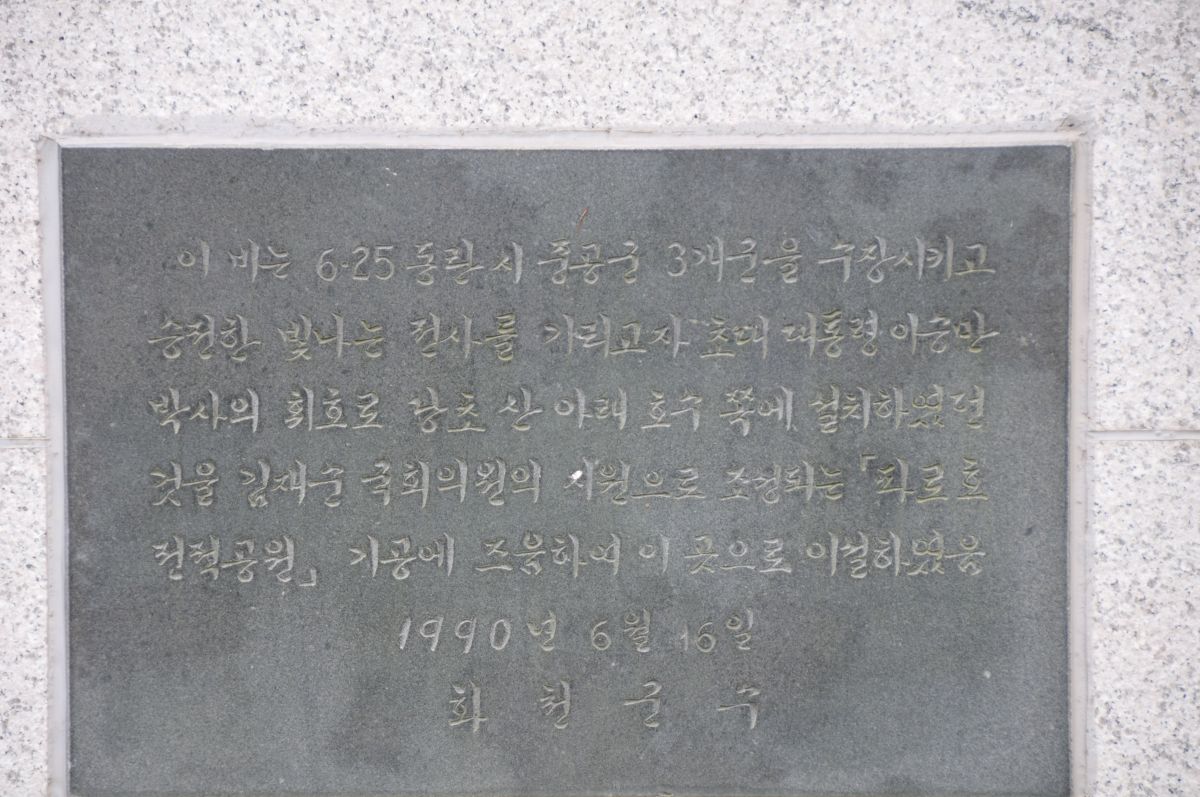 이 비는 6·25 동란 시 중공군 3개군을 수장시키고
승전한 빛나는 전사를 기리고자 초대 대통령 이승만
박사의 휘호로 당초 산 아래 호수 쪽에 설치하였던
것을 김재순 국회의원의 지원으로 조성되는 「파로호
전적공원」 기공에 즈음하여 이 곳으로 이설하였음
1990년 6월 16일
화천군수